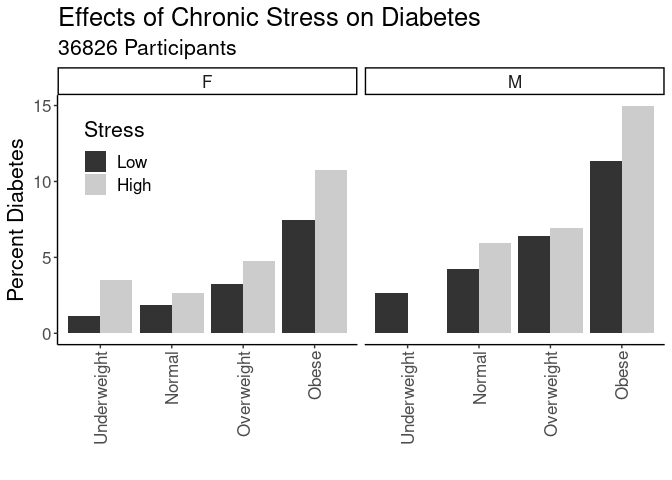 Effects of Chronic Stress on Diabetes
36826 Participants
F
M
Percent Diabetes
15
10
5
0
Stress
Low
High
Underweight
Normal
Overweight
Obese
Underweight
Normal
Overweight
Obese